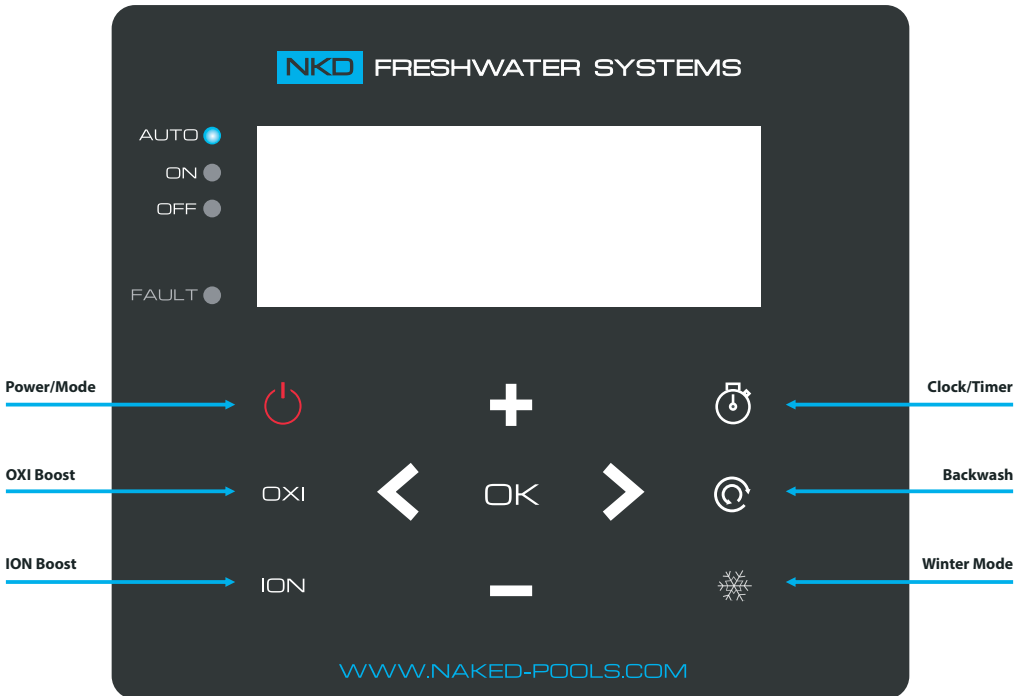 NKD FRESHWATER SYSTEMS
AUTO
ON
OFF
FAULT
Power/Mode
Clock/Timer
OXI Boost
OXI
OK
Backwash
ION Boost
ION
Winter Mode
WWW.NAKED-POOLS.COM